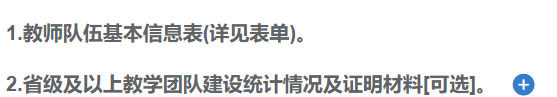 1.教师队伍基本信息表(详见表单)。
2.省级及以上教学团队建设统计情况及证明材料[可选]。